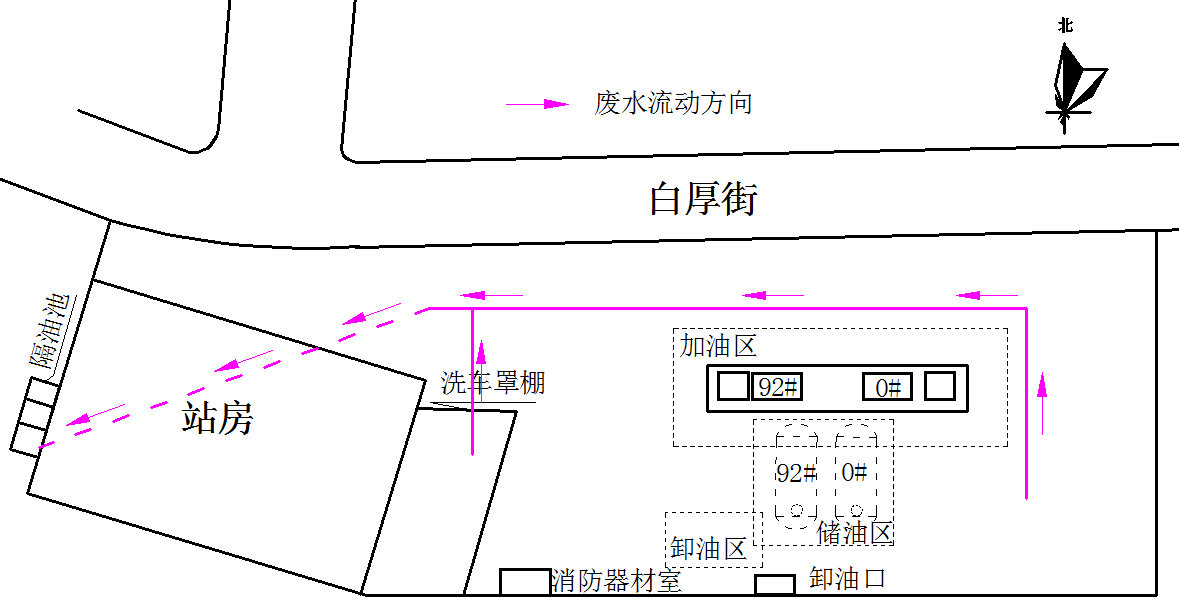 北
废水流动方向
白厚街
隔油池
加油区
洗车罩棚
92#
0#
站房
92#
0#
储油区
卸油区
消防器材室
卸油口